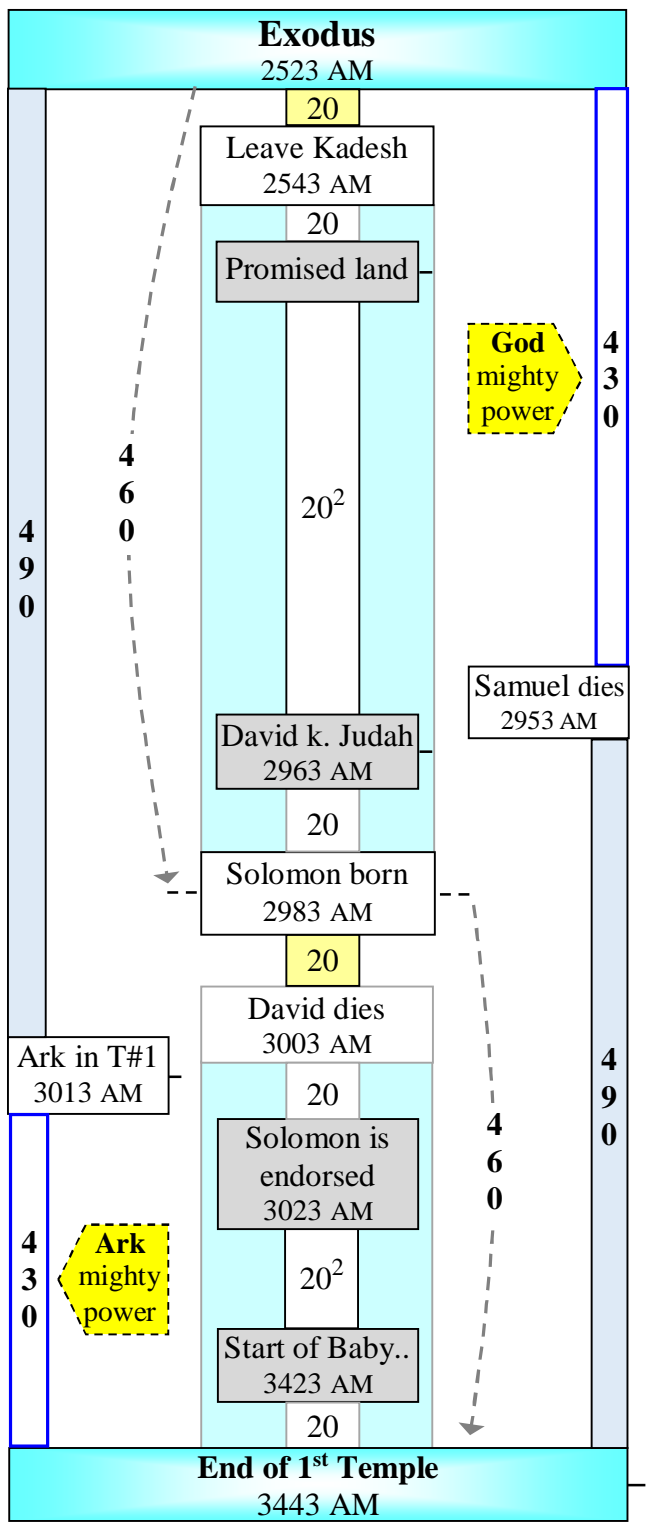 Exodus
2523 AM
20
Leave Kadesh
2543 AM
20
Promised land
God
mighty
power
4
3
0
4
6
0
20²
4
9
0
Samuel dies
2953 AM
David k. Judah
2963 AM
20
Solomon born
2983 AM
20
David dies
3003 AM
Ark in T#1
3013 AM
20
4
9
0
Solomon is
endorsed
3023 AM
4
6
0
4
3
0
Ark
mighty
power
20²
Start of Baby..
3423 AM
20
End of 1st Temple
3443 AM